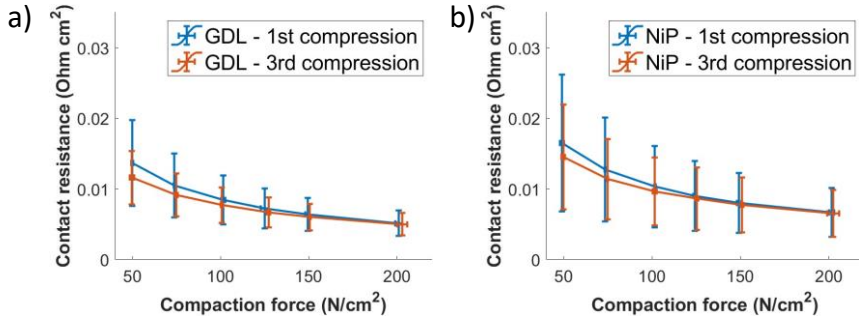 a)
GDL - 1st compression
GDL - 3rd compression
0.03
0.02
0.01
0
Contact resistance (Ohm cm²)
50 100 150 200
Compaction force (N/cm²)
b)
NiP - 1st compression
NiP - 3rd compression
0.03
0.02
0.01
0
Contact resistance (Ohm cm²)
50 100 150 200
Compaction force (N/cm²)